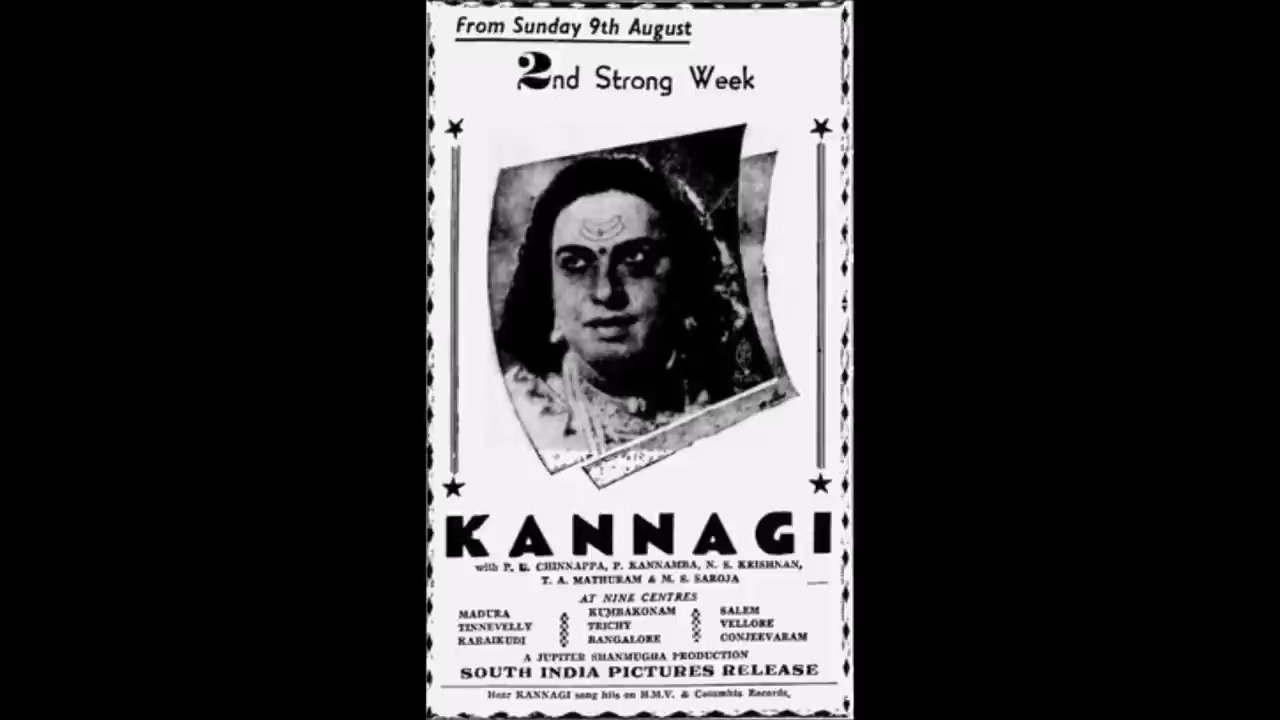 From Sunday 9th August
2nd Strong Week
KANNAGI
with P. U. CHINNAPPA, P. KANNAMBA, N. S. KRISHNAN,
T. A. MATHURAM & M. S. SAROJA
AT NINE CENTRES
MADURA KUMBAKONAM SALEM
TINNEVELLY TRICHY VELLORE
KARAIKUDI BANGALORE CONJEEVARAM
A JUPITER SHANMUGHA PRODUCTION
SOUTH INDIA PICTURES RELEASE
Hear KANNAGI song hits on H.M.V. & Columbia Records.